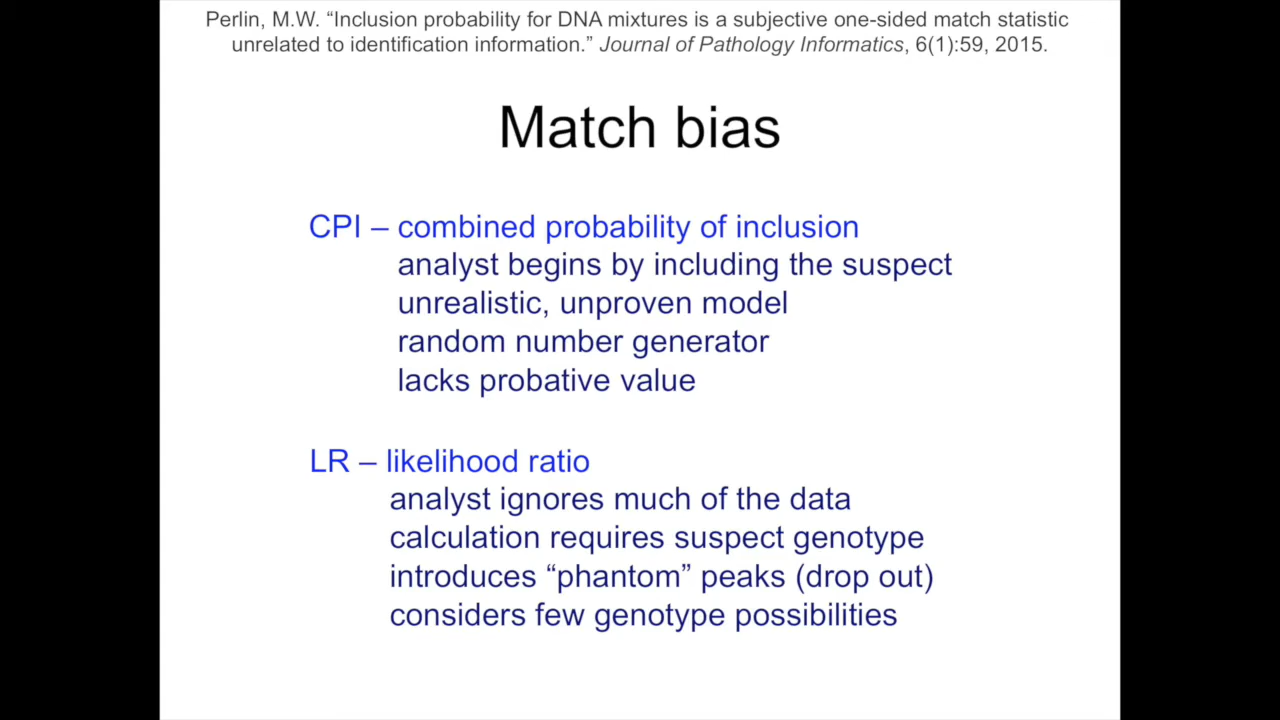 Perlin, M.W. “Inclusion probability for DNA mixtures is a subjective one-sided match statistic
unrelated to identification information.” Journal of Pathology Informatics, 6(1):59, 2015.
Match bias
CPI – combined probability of inclusion
analyst begins by including the suspect
unrealistic, unproven model
random number generator
lacks probative value
LR – likelihood ratio
analyst ignores much of the data
calculation requires suspect genotype
introduces “phantom” peaks (drop out)
considers few genotype possibilities